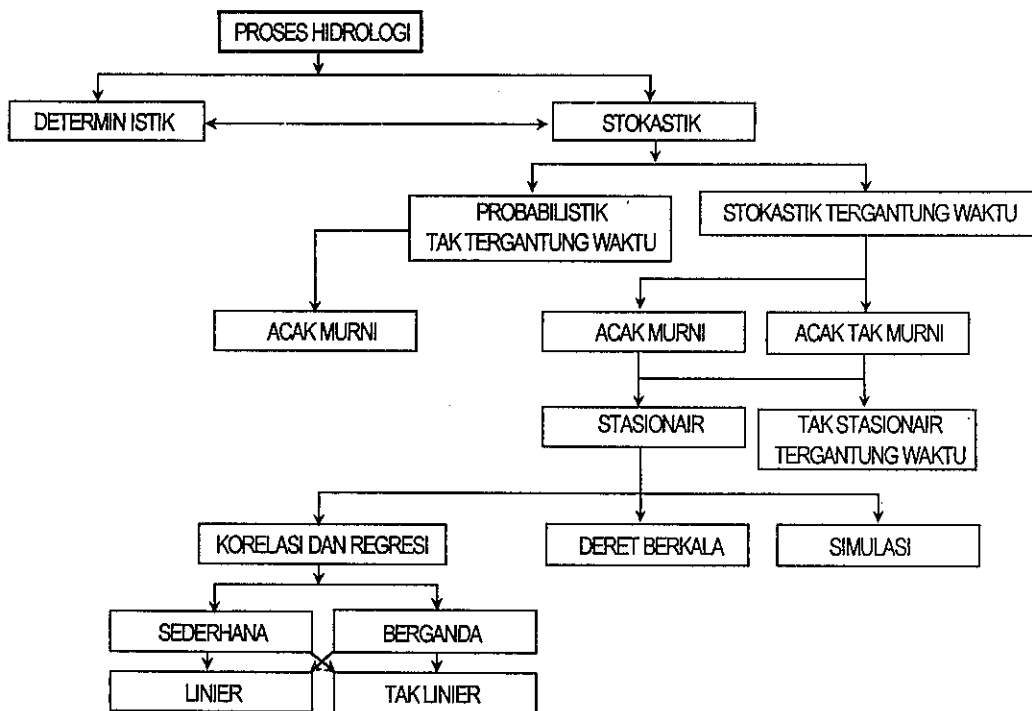 PROSES HIDROLOGI
DETERMIN ISTIK
STOKASTIK
PROBABILISTIK
TAK TERGANTUNG WAKTU
STOKASTIK TERGANTUNG WAKTU
ACAK MURNI
ACAK MURNI
ACAK TAK MURNI
STASIONAIR
TAK STASIONAIR
TERGANTUNG WAKTU
KORELASI DAN REGRESI
DERET BERKALA
SIMULASI
SEDERHANA
BERGANDA
LINIER
TAK LINIER